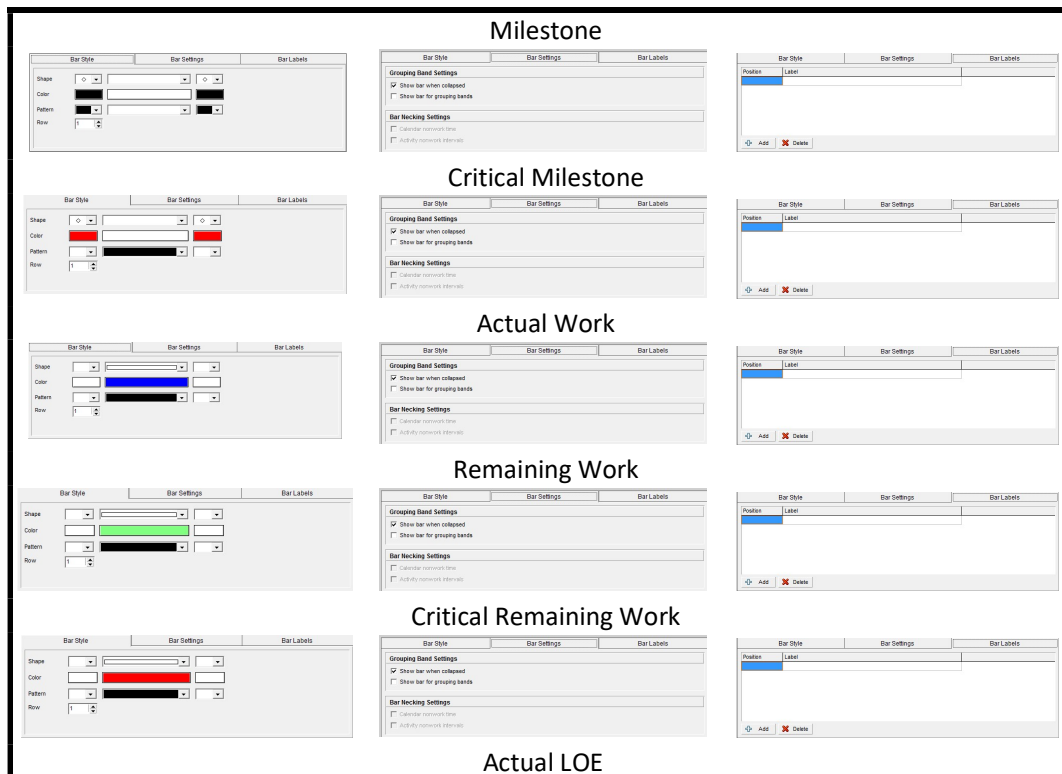 Milestone
Bar Style Bar Settings Bar Labels
Shape
Color
Pattern
Row 1
Bar Style Bar Settings Bar Labels
Grouping Band Settings
Show bar when collapsed
Show bar for grouping bands
Bar Necking Settings
Calendar nonwork time
Activity nonwork intervals
Bar Style Bar Settings Bar Labels
Position Label
Add Delete
Critical Milestone
Bar Style Bar Settings Bar Labels
Shape
Color
Pattern
Row 1
Bar Style Bar Settings Bar Labels
Grouping Band Settings
Show bar when collapsed
Show bar for grouping bands
Bar Necking Settings
Calendar nonwork time
Activity nonwork intervals
Bar Style Bar Settings Bar Labels
Position Label
Add Delete
Actual Work
Bar Style Bar Settings Bar Labels
Shape
Color
Pattern
Row 1
Bar Style Bar Settings Bar Labels
Grouping Band Settings
Show bar when collapsed
Show bar for grouping bands
Bar Necking Settings
Calendar nonwork time
Activity nonwork intervals
Bar Style Bar Settings Bar Labels
Position Label
Add Delete
Remaining Work
Bar Style Bar Settings Bar Labels
Shape
Color
Pattern
Row 1
Bar Style Bar Settings Bar Labels
Grouping Band Settings
Show bar when collapsed
Show bar for grouping bands
Bar Necking Settings
Calendar nonwork time
Activity nonwork intervals
Bar Style Bar Settings Bar Labels
Position Label
Add Delete
Critical Remaining Work
Bar Style Bar Settings Bar Labels
Shape
Color
Pattern
Row 1
Bar Style Bar Settings Bar Labels
Grouping Band Settings
Show bar when collapsed
Show bar for grouping bands
Bar Necking Settings
Calendar nonwork time
Activity nonwork intervals
Bar Style Bar Settings Bar Labels
Position Label
Add Delete
Actual LOE